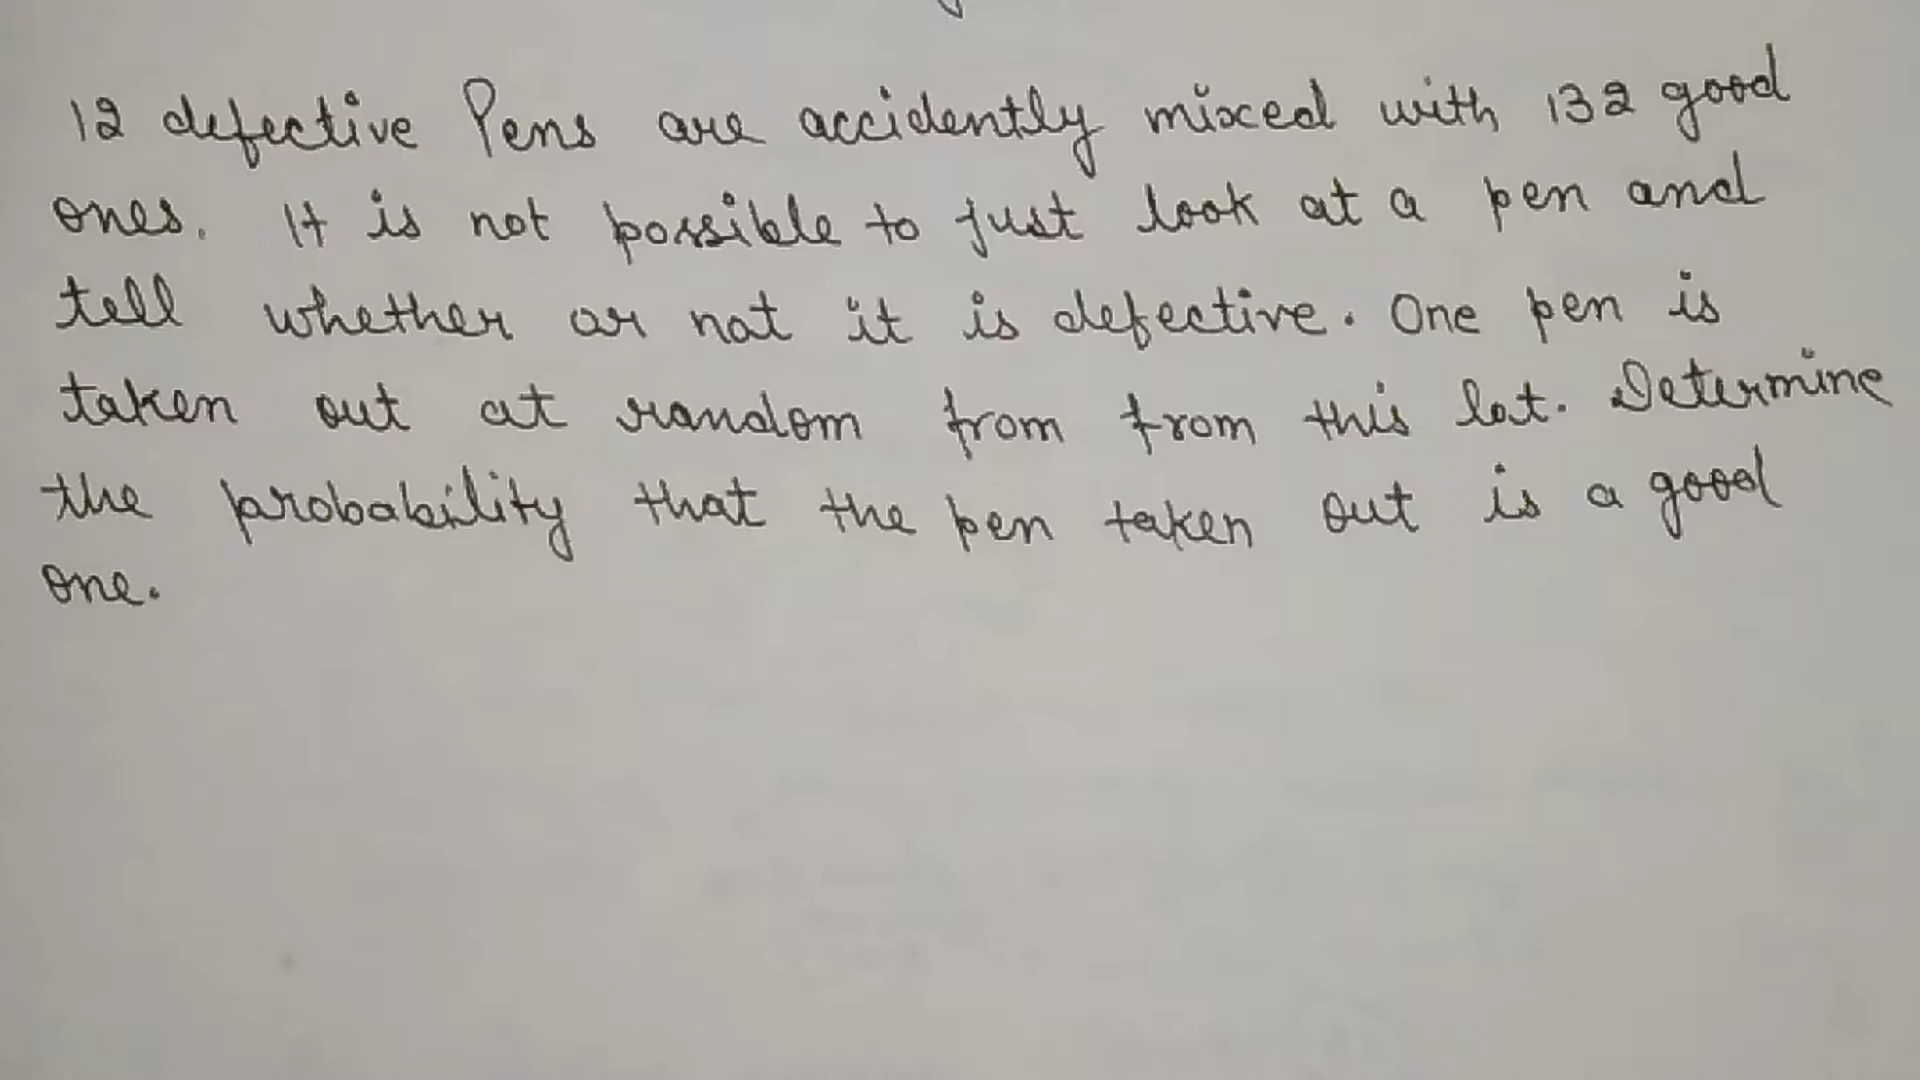 12 defective Pens are accidently mixed with 132 good
ones. It is not possible to just look at a pen and
tell whether or not it is defective. One pen is
taken out at random from from this lot. Determine
the probability that the pen taken out is a good
one.